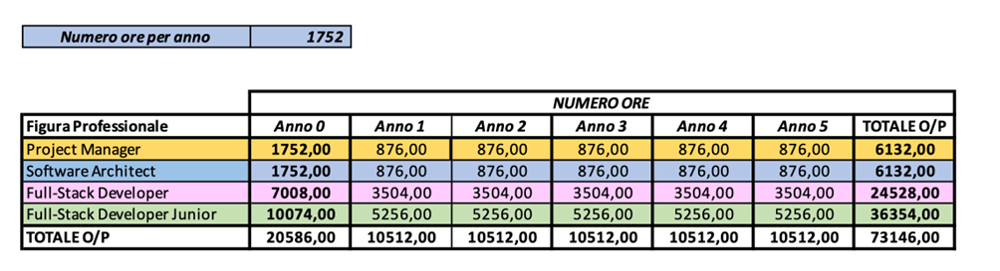 Numero ore per anno 1752
NUMERO ORE
Figura Professionale Anno 0 Anno 1 Anno 2 Anno 3 Anno 4 Anno 5 TOTALE O/P
Project Manager 1752,00 876,00 876,00 876,00 876,00 876,00 6132,00
Software Architect 1752,00 876,00 876,00 876,00 876,00 876,00 6132,00
Full-Stack Developer 7008,00 3504,00 3504,00 3504,00 3504,00 3504,00 24528,00
Full-Stack Developer Junior 10074,00 5256,00 5256,00 5256,00 5256,00 5256,00 36354,00
TOTALE O/P 20586,00 10512,00 10512,00 10512,00 10512,00 10512,00 73146,00